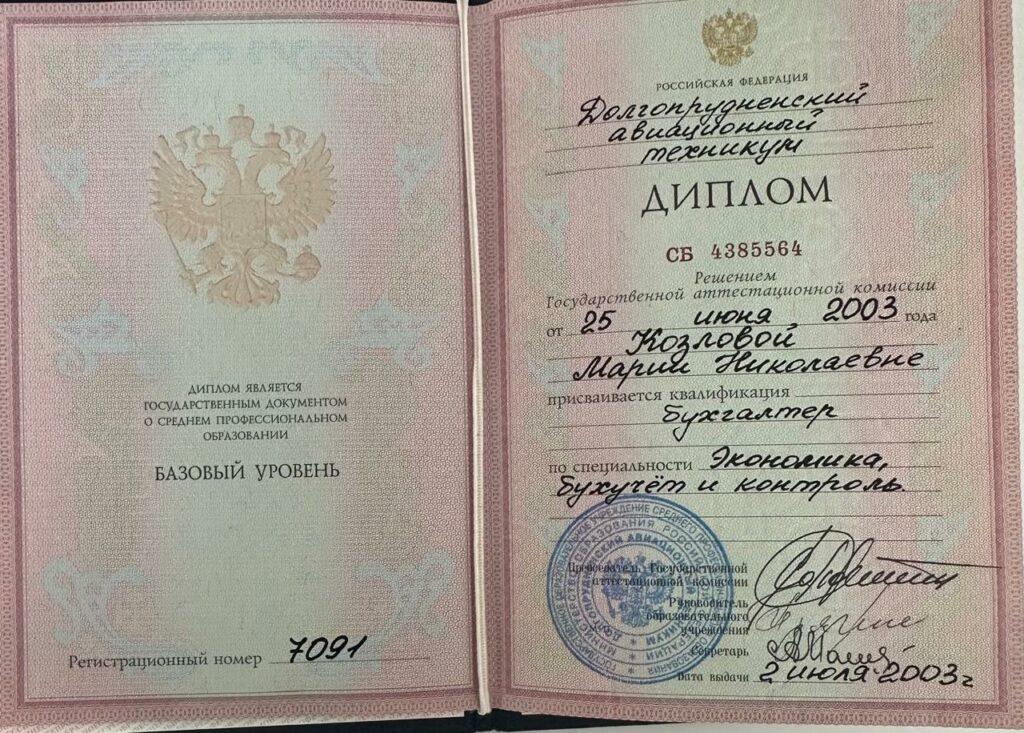 ДИПЛОМ ЯВЛЯЕТСЯ
ГОСУДАРСТВЕННЫМ ДОКУМЕНТОМ
О СРЕДНЕМ ПРОФЕССИОНАЛЬНОМ
ОБРАЗОВАНИИ
БАЗОВЫЙ УРОВЕНЬ
Регистрационный номер 7091
РОССИЙСКАЯ ФЕДЕРАЦИЯ
Долгопрудненский
авиационный
техникум
ДИПЛОМ
СБ 4385564
Решением
Государственной аттестационной комиссии
от 25 июня 2003 года
Козловой
Марии Николаевне
присваивается квалификация
бухгалтер
по специальности Экономика,
бухучёт и контроль.
Председатель Государственной
аттестационной комиссии
Руководитель
образовательного
учреждения
Секретарь
Дата выдачи 2 июля 2003г